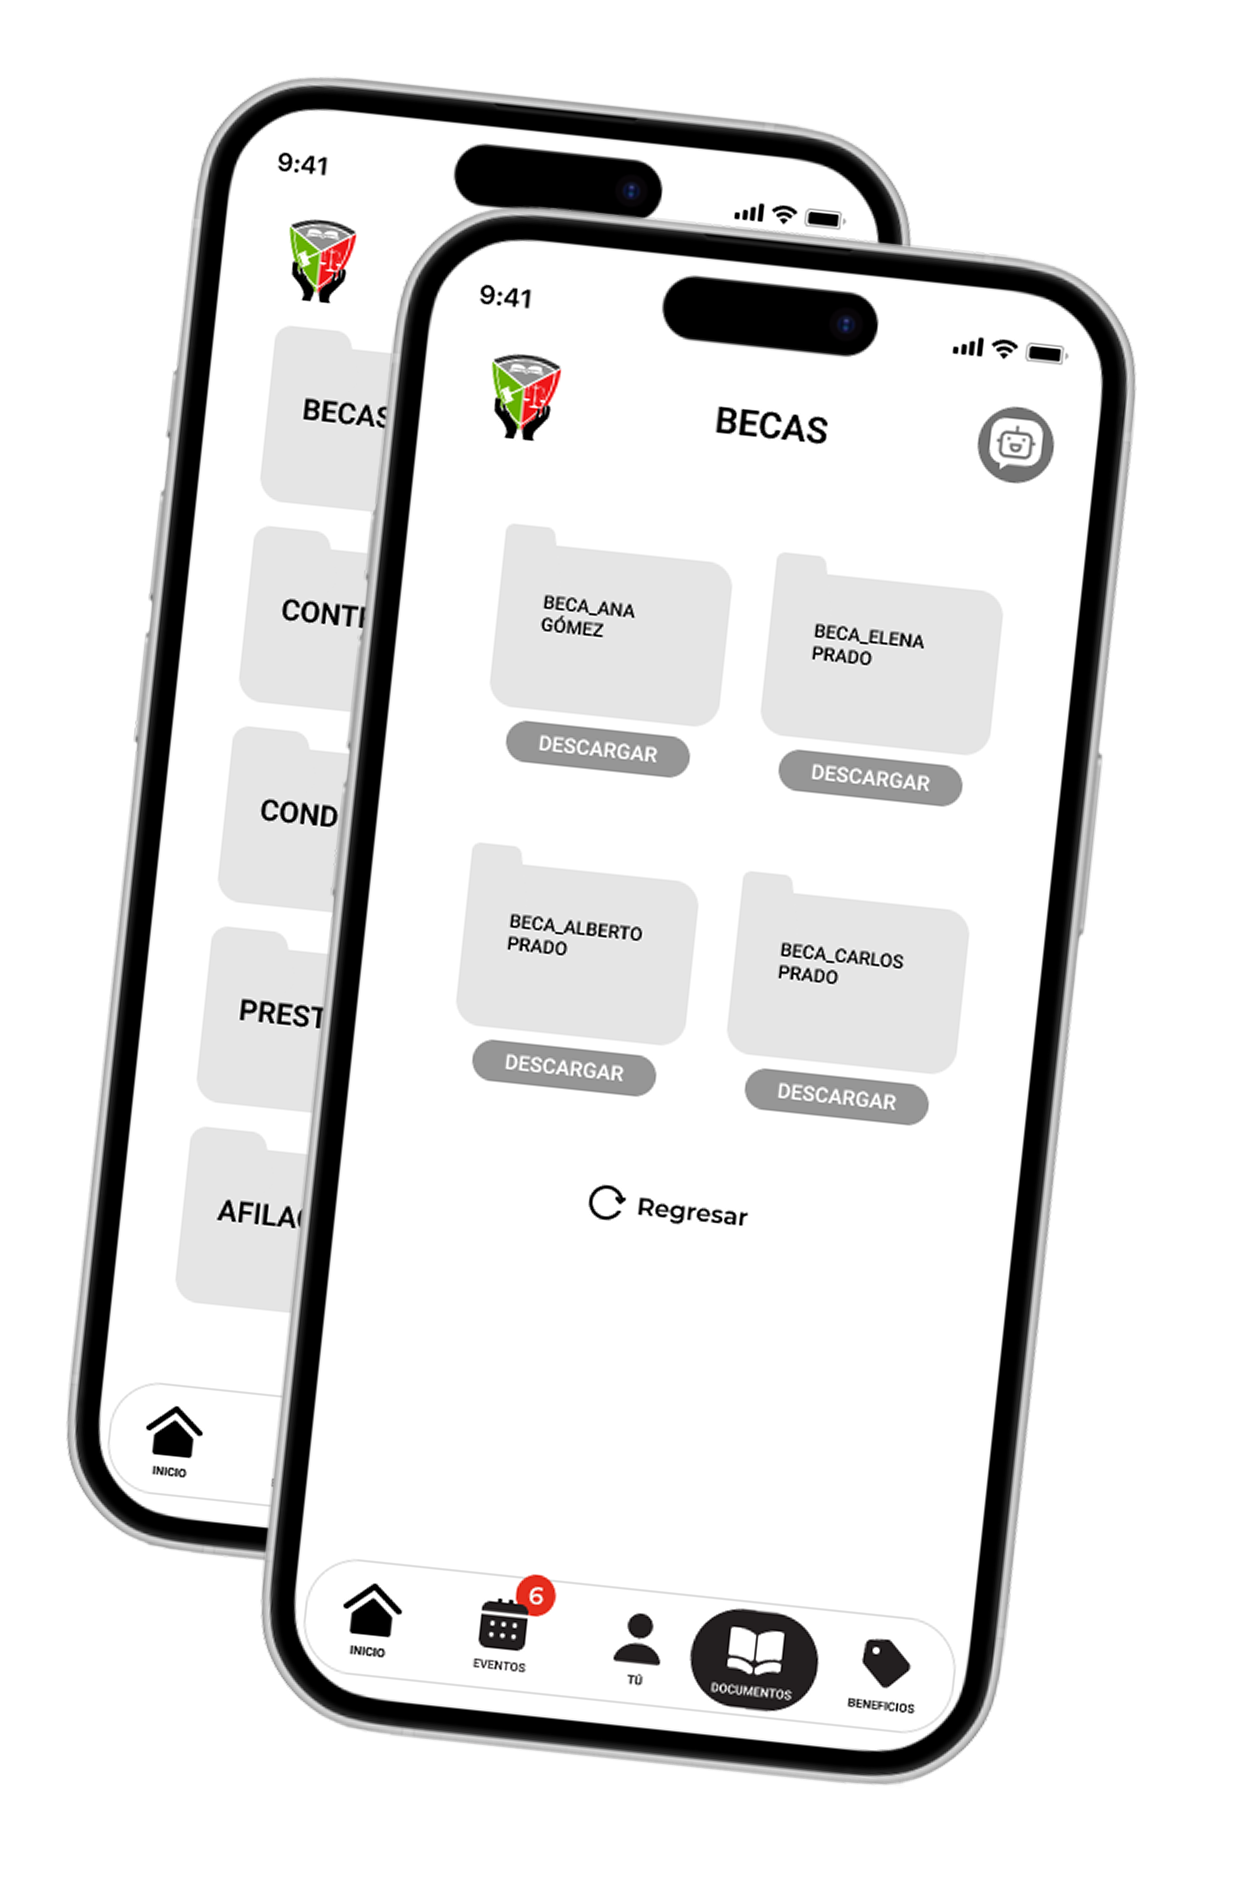 9:41
BECAS
CONT
COND
PREST
AFILA
INICIO
9:41
BECAS
BECA_ANA
GÓMEZ
BECA_ELENA
PRADO
DESCARGAR
DESCARGAR
BECA_ALBERTO
PRADO
BECA_CARLOS
PRADO
DESCARGAR
DESCARGAR
Regresar
6
INICIO
EVENTOS
TÚ
DOCUMENTOS
BENEFICIOS